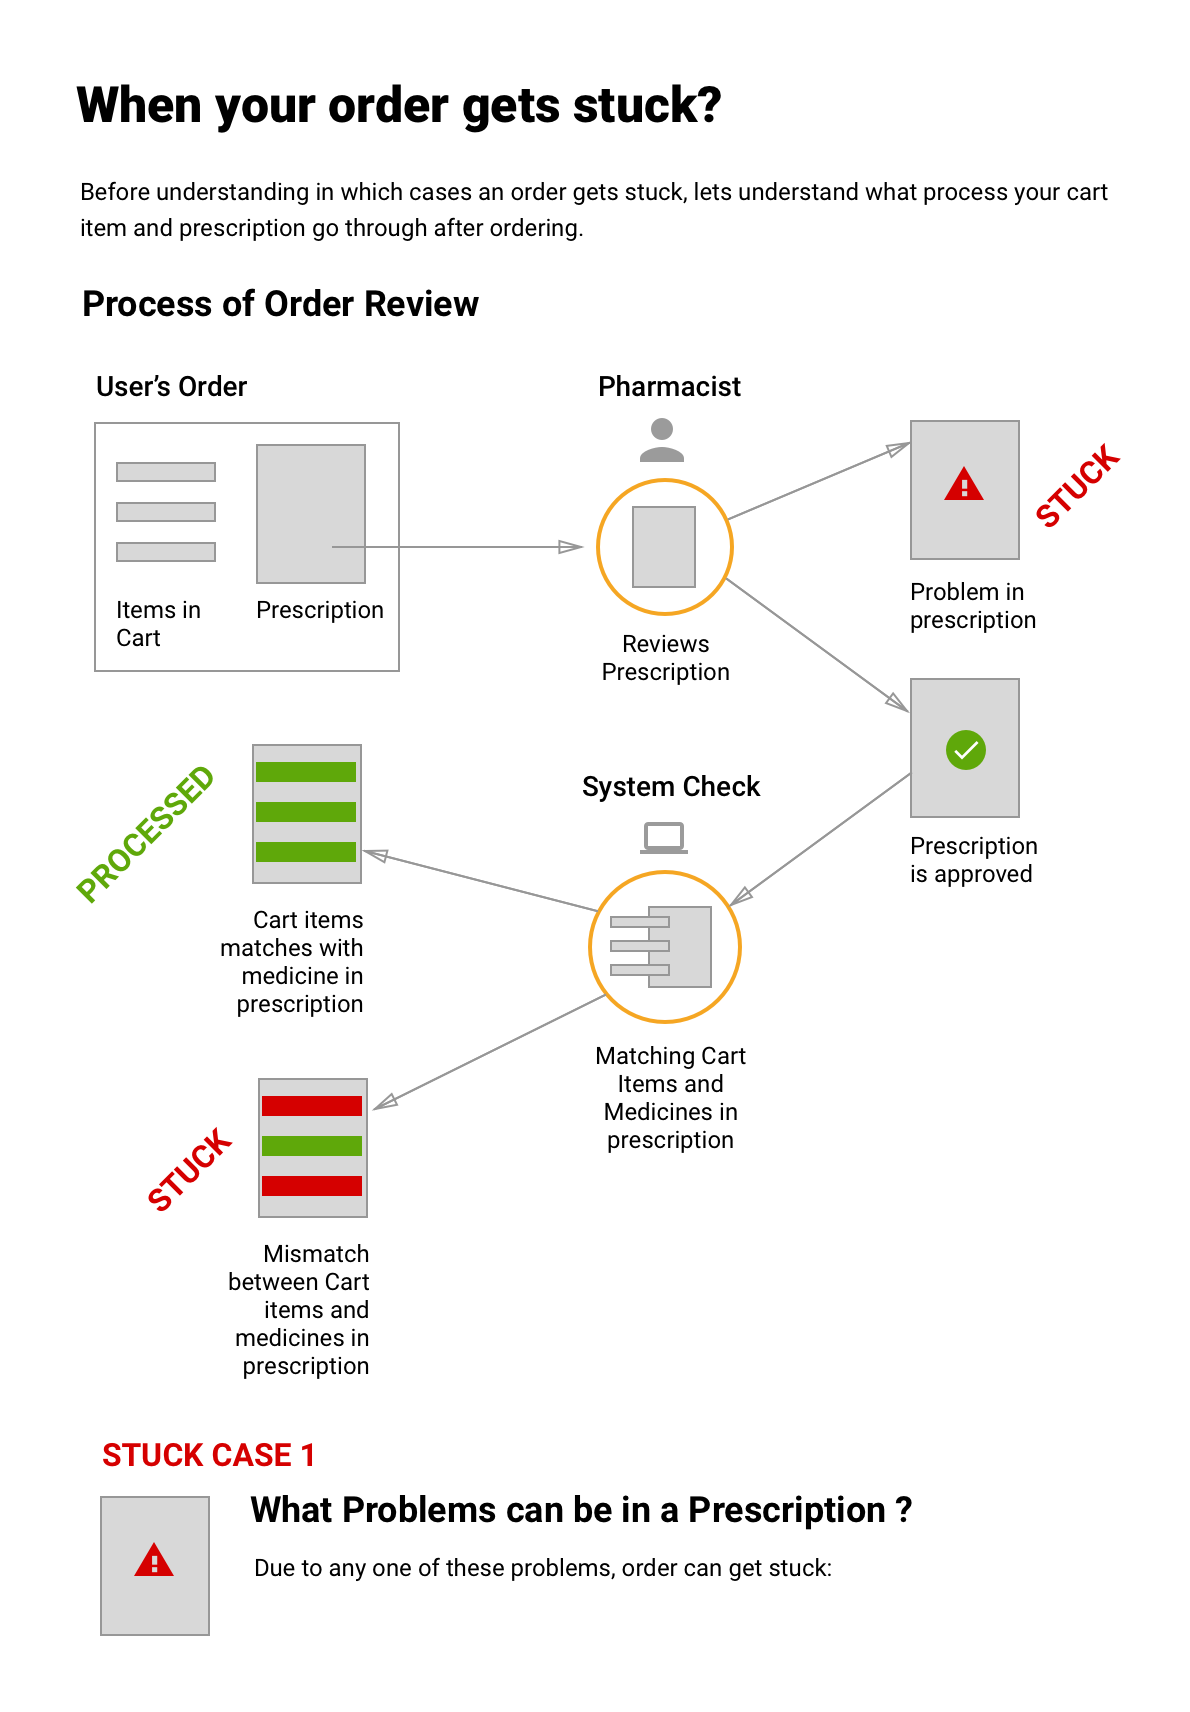 When your order gets stuck?
Before understanding in which cases an order gets stuck, lets understand what process your cart
item and prescription go through after ordering.
Process of Order Review
User's Order
Pharmacist
Items in
Cart
Prescription
Reviews
Prescription
STUCK
Problem in
prescription
Prescription
is approved
System Check
Matching Cart
Items and
Medicines in
prescription
PROCESSED
Cart items
matches with
medicine in
prescription
STUCK
Mismatch
between Cart
items and
medicines in
prescription
STUCK CASE 1
What Problems can be in a Prescription ?
Due to any one of these problems, order can get stuck: